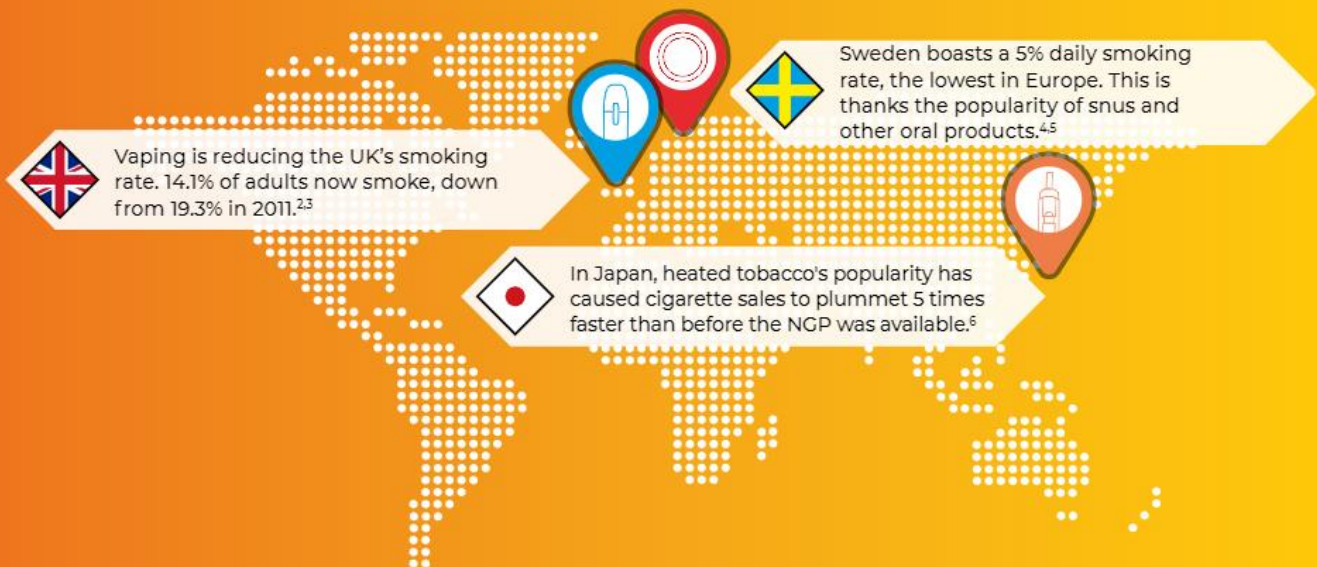 Sweden boasts a 5% daily smoking
rate, the lowest in Europe. This is
thanks the popularity of snus and
other oral products.4,5
Vaping is reducing the UK's smoking
rate. 14.1% of adults now smoke, down
from 19.3% in 2011.2,3
In Japan, heated tobacco's popularity has
caused cigarette sales to plummet 5 times
faster than before the NGP was available.6